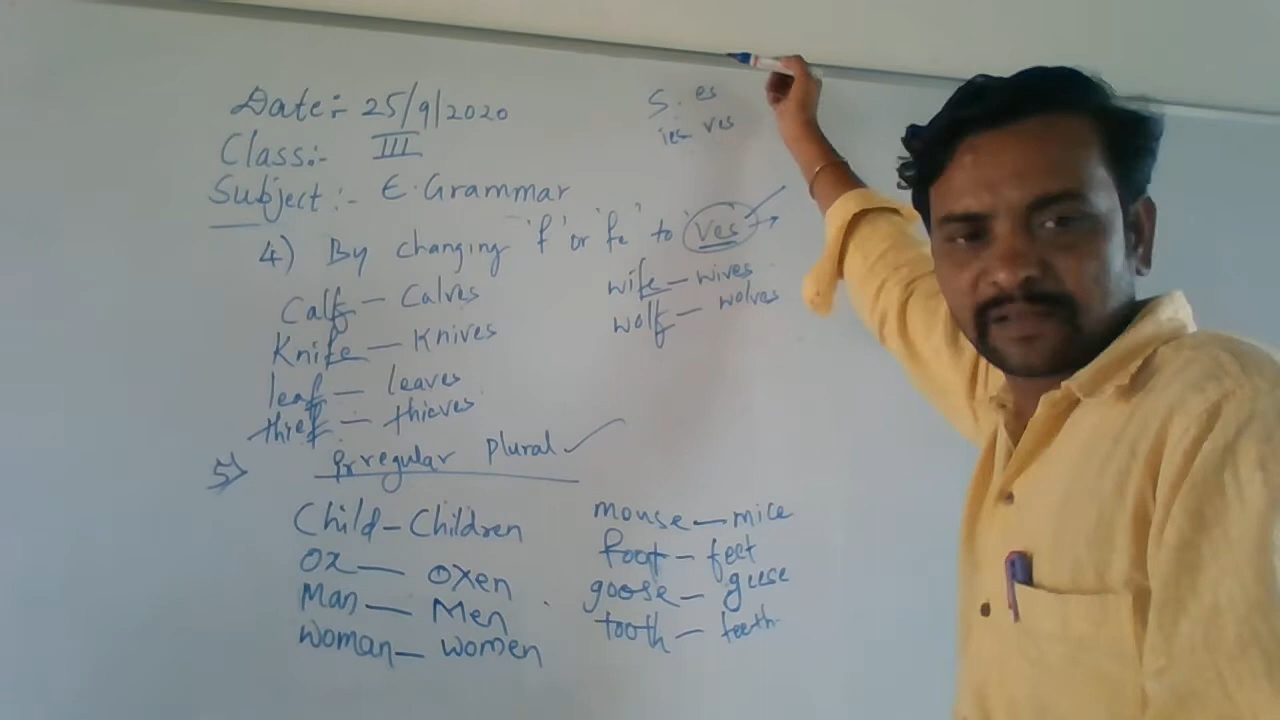 Date:- 25/9/2020
S. es
ies ves
Class:- III
Subject:- E. Grammar
4) By changing 'f' or 'fe' to 'ves'
Calf – Calves
wife – wives
Knife – Knives
wolf – wolves
leaf – leaves
thief – thieves
5) Irregular plural
Child – Children
mouse – mice
Ox – Oxen
foot – feet
Man – Men
goose – geese
Woman – women
tooth – teeth